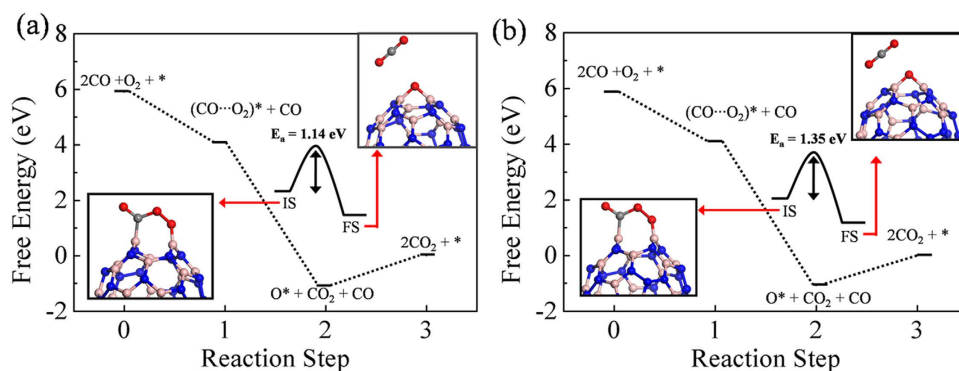 (a)
8
6
4
2
0
-2
Free Energy (eV)
2CO +O₂ + *
(CO···O₂)* + CO
Eₐ = 1.14 eV
IS
FS
2CO₂ + *
O* + CO₂ + CO
0 1 2 3
Reaction Step
(b)
8
6
4
2
0
-2
Free Energy (eV)
2CO +O₂ + *
(CO···O₂)* + CO
Eₐ = 1.35 eV
IS
FS
2CO₂ + *
O* + CO₂ + CO
0 1 2 3
Reaction Step